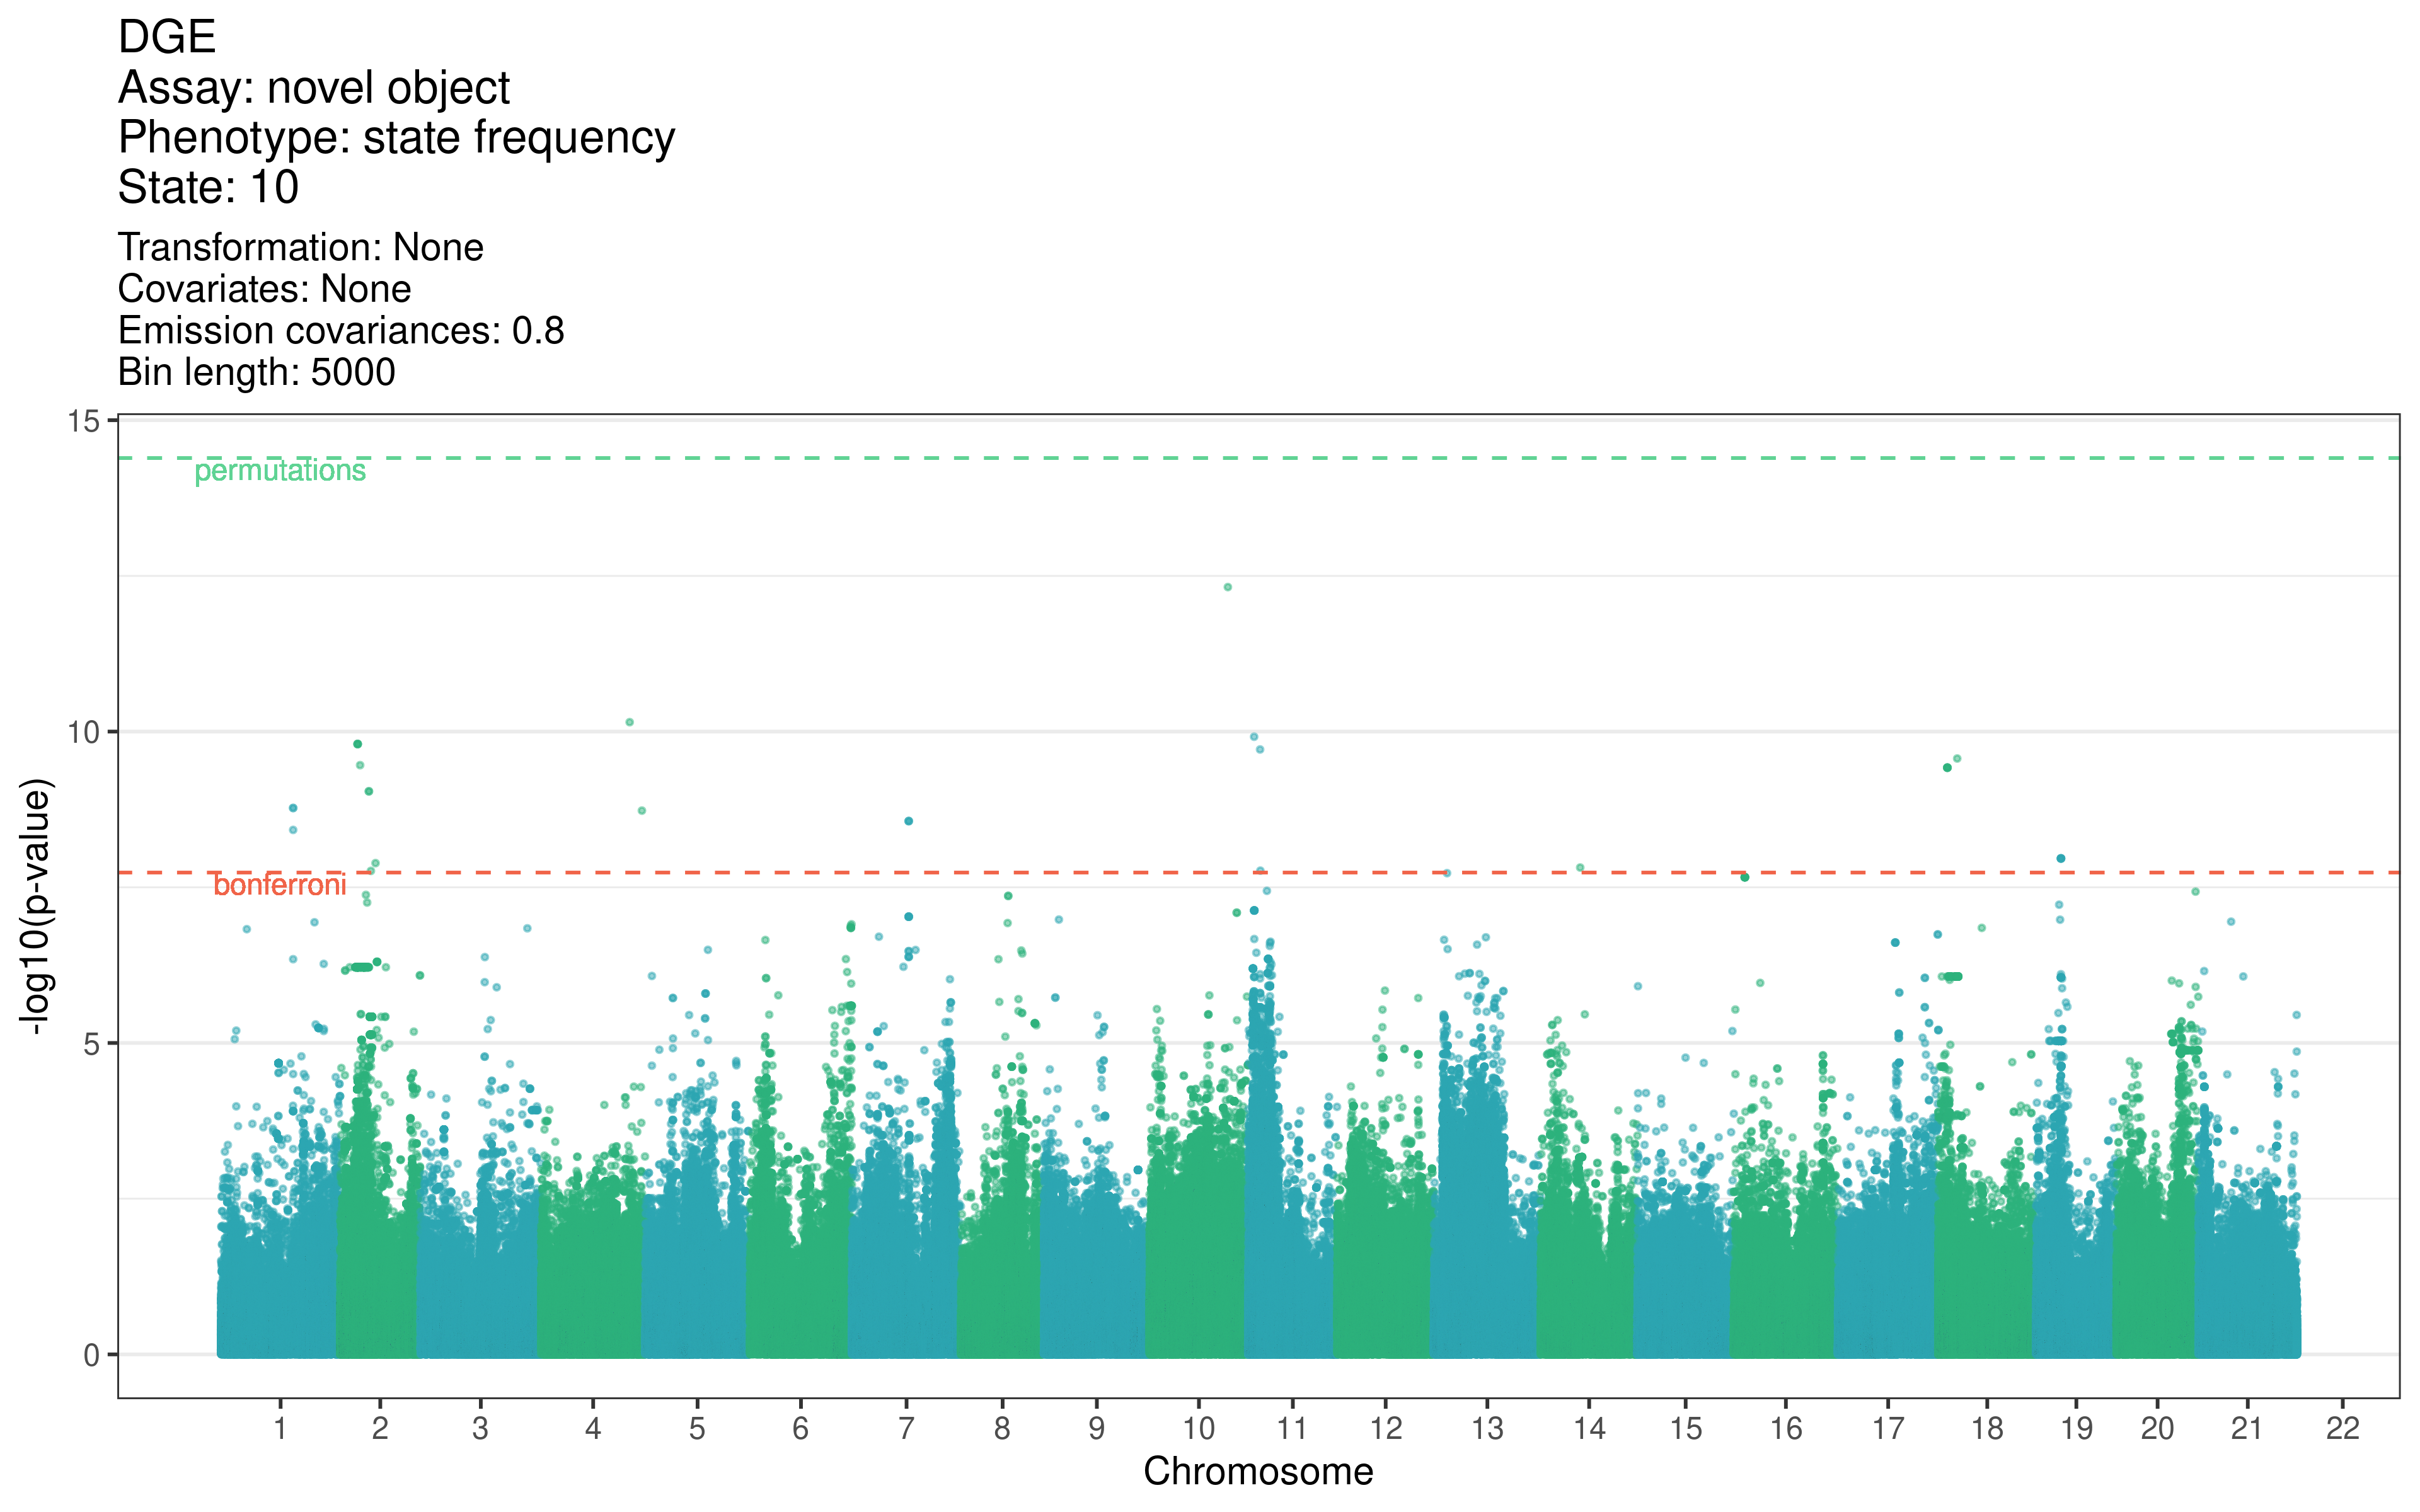 DGE
Assay: novel object
Phenotype: state frequency
State: 10
Transformation: None
Covariates: None
Emission covariances: 0.8
Bin length: 5000
15
permutations
10
bonferroni
5
0
-log10(p-value)
1 2 3 4 5 6 7 8 9 10 11 12 13 14 15 16 17 18 19 20 21 22
Chromosome